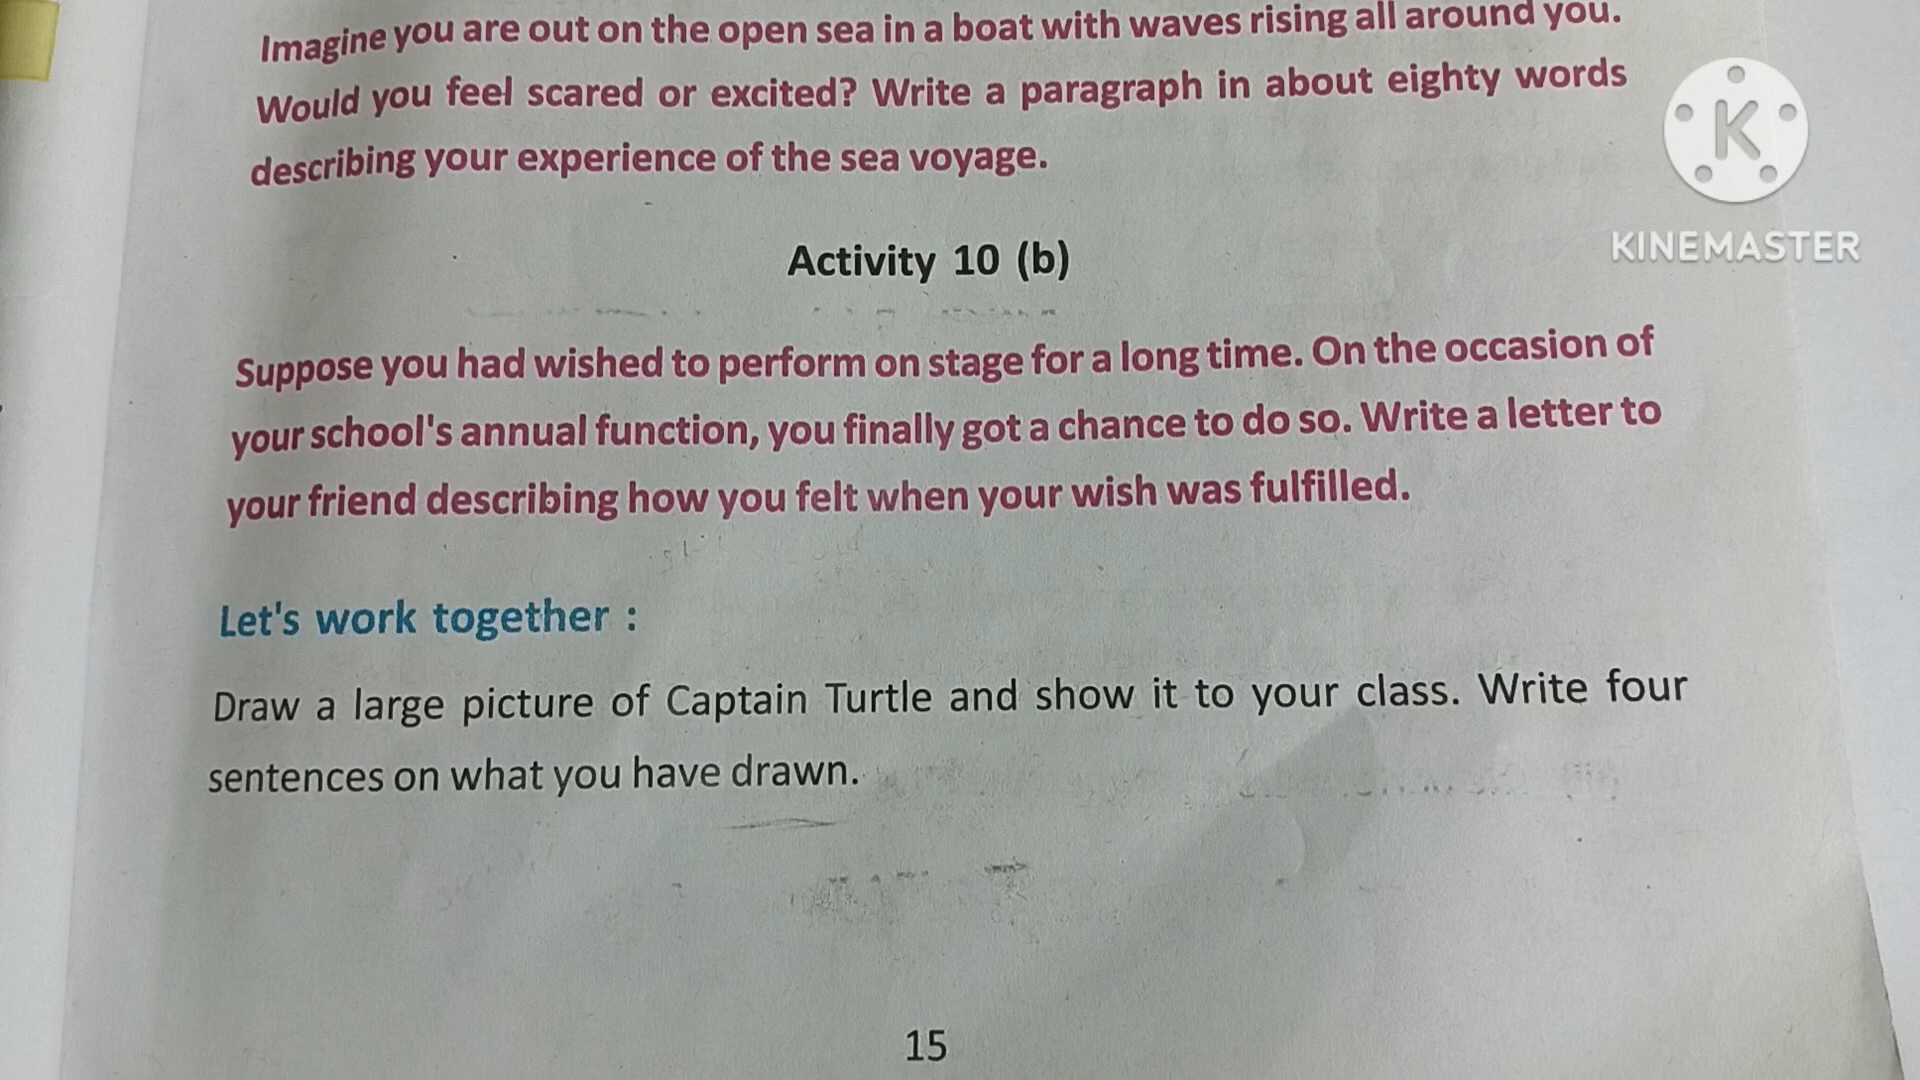 Imagine you are out on the open sea in a boat with waves rising all around you.
Would you feel scared or excited? Write a paragraph in about eighty words
describing your experience of the sea voyage.
K
KINEMASTER
Activity 10 (b)
Suppose you had wished to perform on stage for a long time. On the occasion of
your school's annual function, you finally got a chance to do so. Write a letter to
your friend describing how you felt when your wish was fulfilled.
Let's work together :
Draw a large picture of Captain Turtle and show it to your class. Write four
sentences on what you have drawn.
15